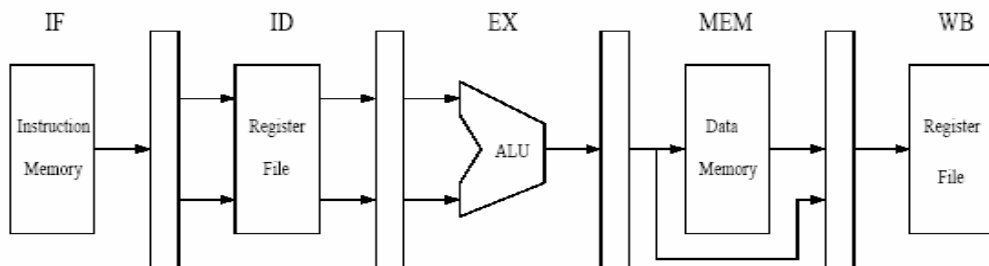 IF ID EX MEM WB
Instruction
Memory
Register
File
ALU
Data
Memory
Register
File